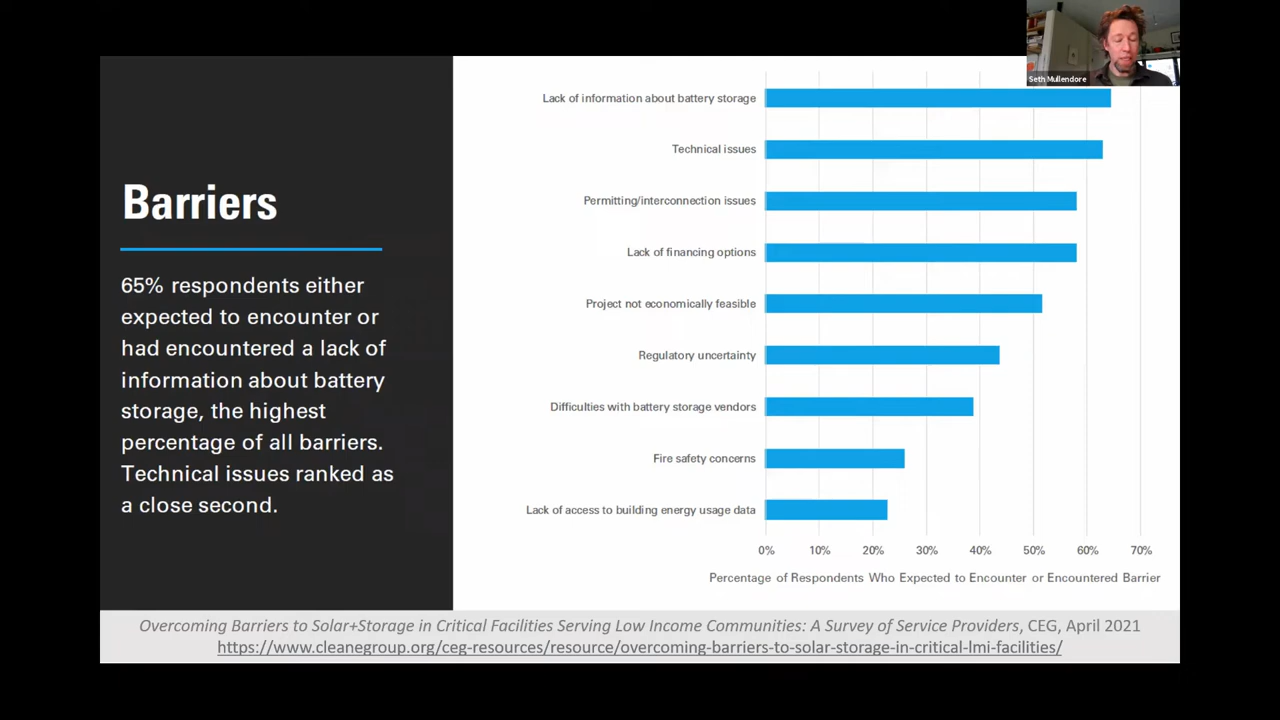 Seth Mullendore
Barriers
65% respondents either
expected to encounter or
had encountered a lack of
information about battery
storage, the highest
percentage of all barriers.
Technical issues ranked as
a close second.
Lack of information about battery storage
Technical issues
Permitting/interconnection issues
Lack of financing options
Project not economically feasible
Regulatory uncertainty
Difficulties with battery storage vendors
Fire safety concerns
Lack of access to building energy usage data
0% 10% 20% 30% 40% 50% 60% 70%
Percentage of Respondents Who Expected to Encounter or Encountered Barrier
Overcoming Barriers to Solar+Storage in Critical Facilities Serving Low Income Communities: A Survey of Service Providers, CEG, April 2021
https://www.cleanegroup.org/ceg-resources/resource/overcoming-barriers-to-solar-storage-in-critical-lmi-facilities/